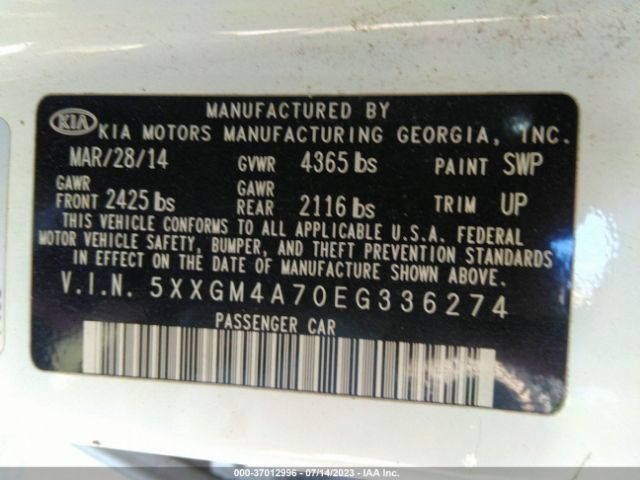 MANUFACTURED BY
KIA KIA MOTORS MANUFACTURING GEORGIA, INC.
MAR/28/14 GVWR 4365 lbs PAINT SWP
GAWR FRONT 2425 lbs GAWR REAR 2116 lbs TRIM UP
THIS VEHICLE CONFORMS TO ALL APPLICABLE U.S.A. FEDERAL
MOTOR VEHICLE SAFETY, BUMPER, AND THEFT PREVENTION STANDARDS
IN EFFECT ON THE DATE OF MANUFACTURE SHOWN ABOVE.
V.I.N. 5XXGM4A70EG336274
PASSENGER CAR
000-37012996 - 07/14/2023 - IAA Inc.